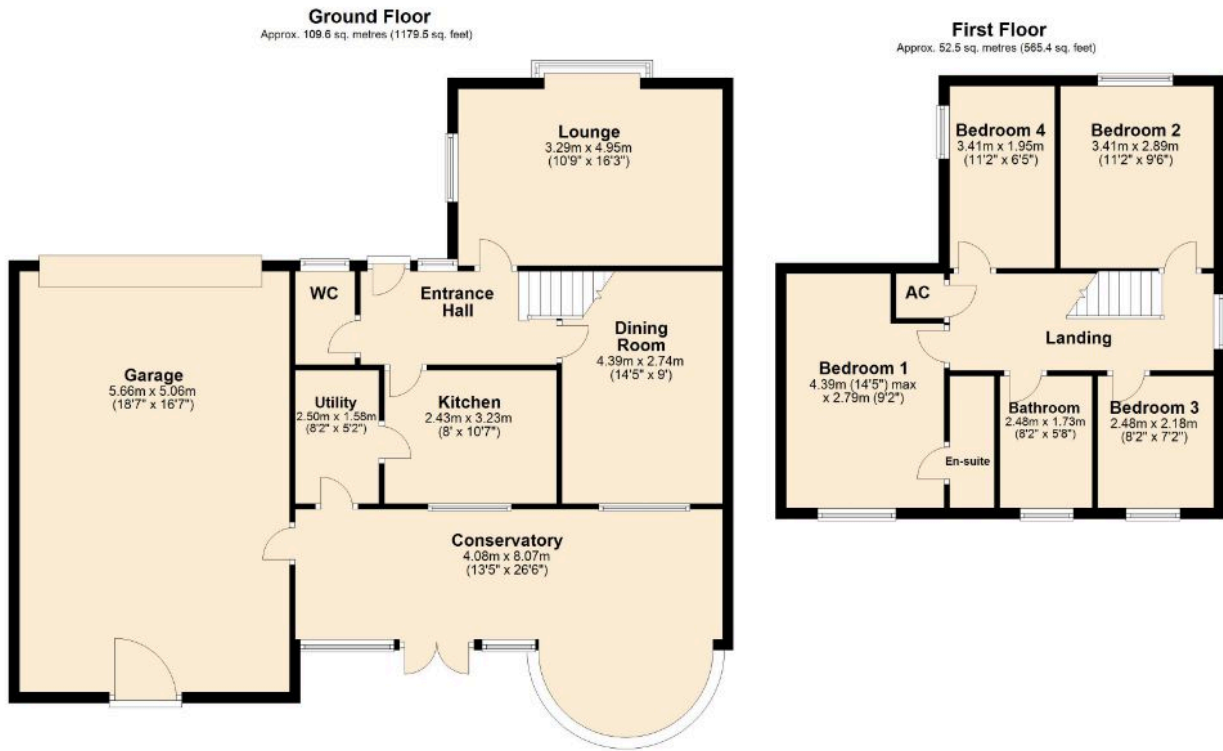 Ground Floor
Approx. 109.6 sq. metres (1179.5 sq. feet)
Lounge
3.29m x 4.95m
(10'9" x 16'3")
WC
Entrance
Hall
Dining
Room
4.39m x 2.74m
(14'5" x 9')
Garage
5.66m x 5.06m
(18'7" x 16'7")
Utility
2.50m x 1.58m
(8'2" x 5'2")
Kitchen
2.43m x 3.23m
(8' x 10'7")
Conservatory
4.08m x 8.07m
(13'5" x 26'6")
First Floor
Approx. 52.5 sq. metres (565.4 sq. feet)
Bedroom 4
3.41m x 1.95m
(11'2" x 6'5")
Bedroom 2
3.41m x 2.89m
(11'2" x 9'6")
AC
Landing
Bedroom 1
4.39m (14'5") max
x 2.79m (9'2")
En-suite
Bathroom
2.48m x 1.73m
(8'2" x 5'8")
Bedroom 3
2.48m x 2.18m
(8'2" x 7'2")